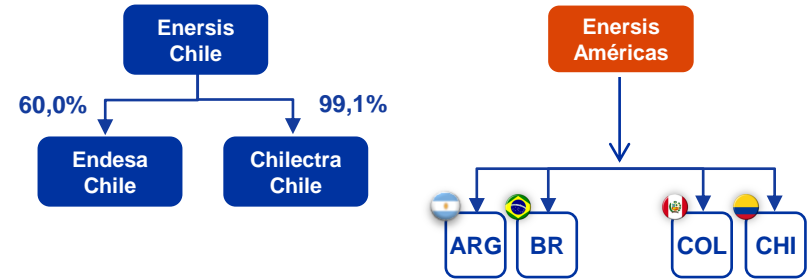 Enersis
Chile
60,0%
99,1%
Endesa
Chile
Chilectra
Chile
Enersis
Américas
ARG
BR
COL
CHI